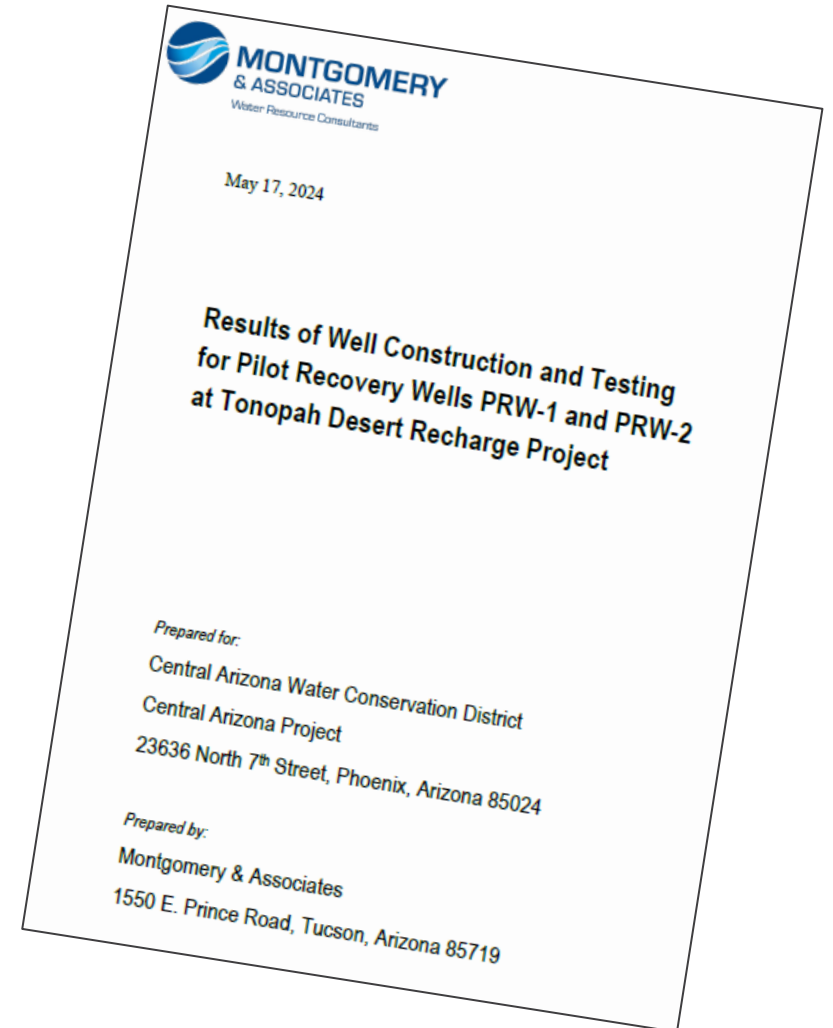 MONTGOMERY
& ASSOCIATES
Water Resource Consultants
May 17, 2024
Results of Well Construction and Testing
for Pilot Recovery Wells PRW-1 and PRW-2
at Tonopah Desert Recharge Project
Prepared for:
Central Arizona Water Conservation District
Central Arizona Project
23636 North 7th Street, Phoenix, Arizona 85024
Prepared by:
Montgomery & Associates
1550 E. Prince Road, Tucson, Arizona 85719